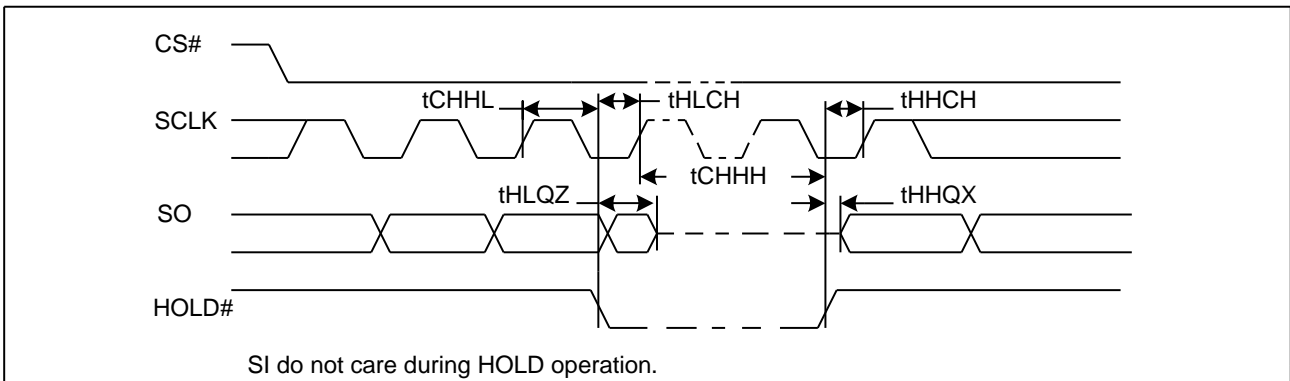 CS#
tCHHL
tHLCH
tHHCH
SCLK
tCHHH
tHLQZ
tHHQX
SO
HOLD#
SI do not care during HOLD operation.